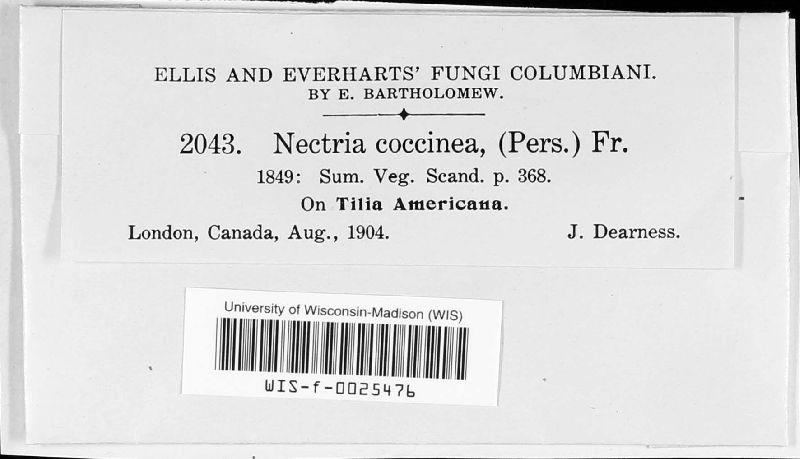 ELLIS AND EVERHARTS' FUNGI COLUMBIANI.
BY E. BARTHOLOMEW.
2043. Nectria coccinea, (Pers.) Fr.
1849: Sum. Veg. Scand. p. 368.
On Tilia Americana.
London, Canada, Aug., 1904. J. Dearness.
University of Wisconsin-Madison (WIS)
WIS-f-0025476